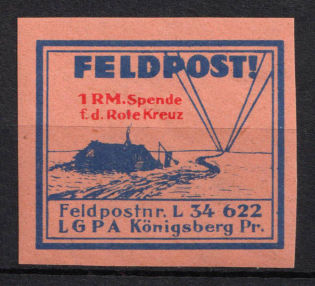 FELDPOST!
1 RM. Spende
f. d. Rote Kreuz
Feldpostnr. L 34 622
LGPA Königsberg Pr.